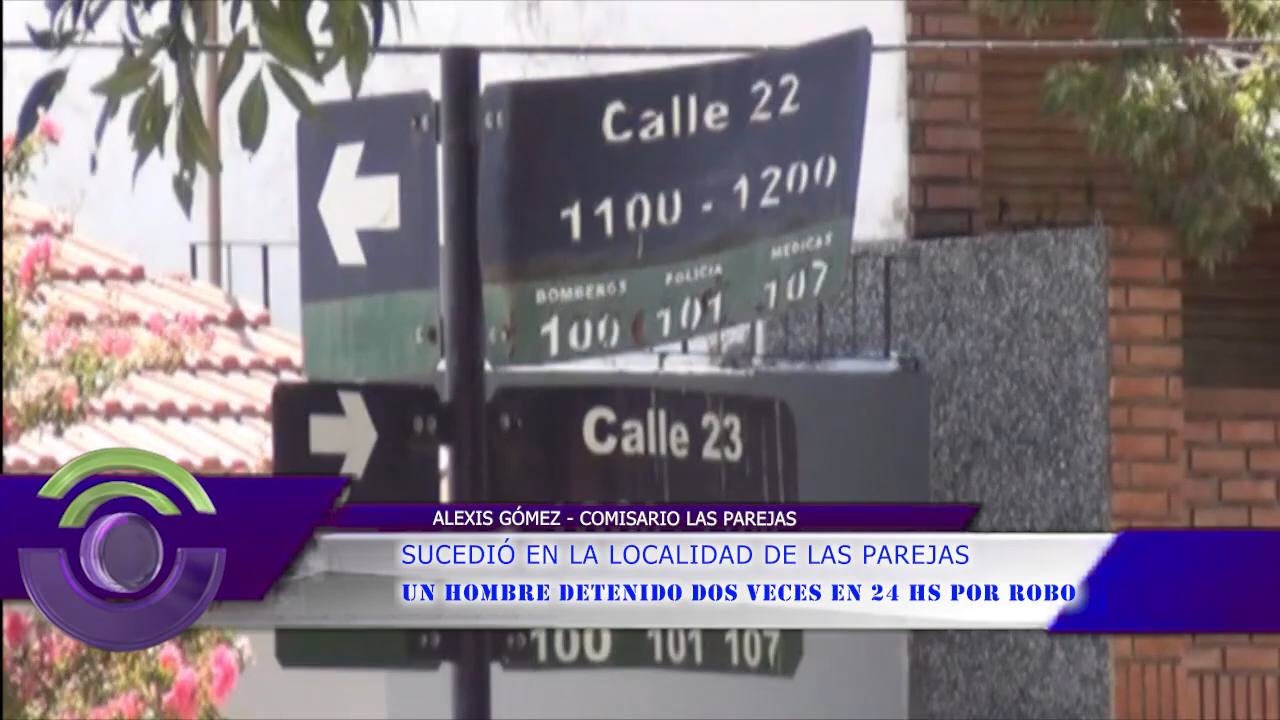 Calle 22
1100 - 1200
BOMBEROS POLICIA MEDICAS
100 101 107
Calle 23
ALEXIS GÓMEZ - COMISARIO LAS PAREJAS
SUCEDIÓ EN LA LOCALIDAD DE LAS PAREJAS
UN HOMBRE DETENIDO DOS VECES EN 24 HS POR ROBO
100 101 107